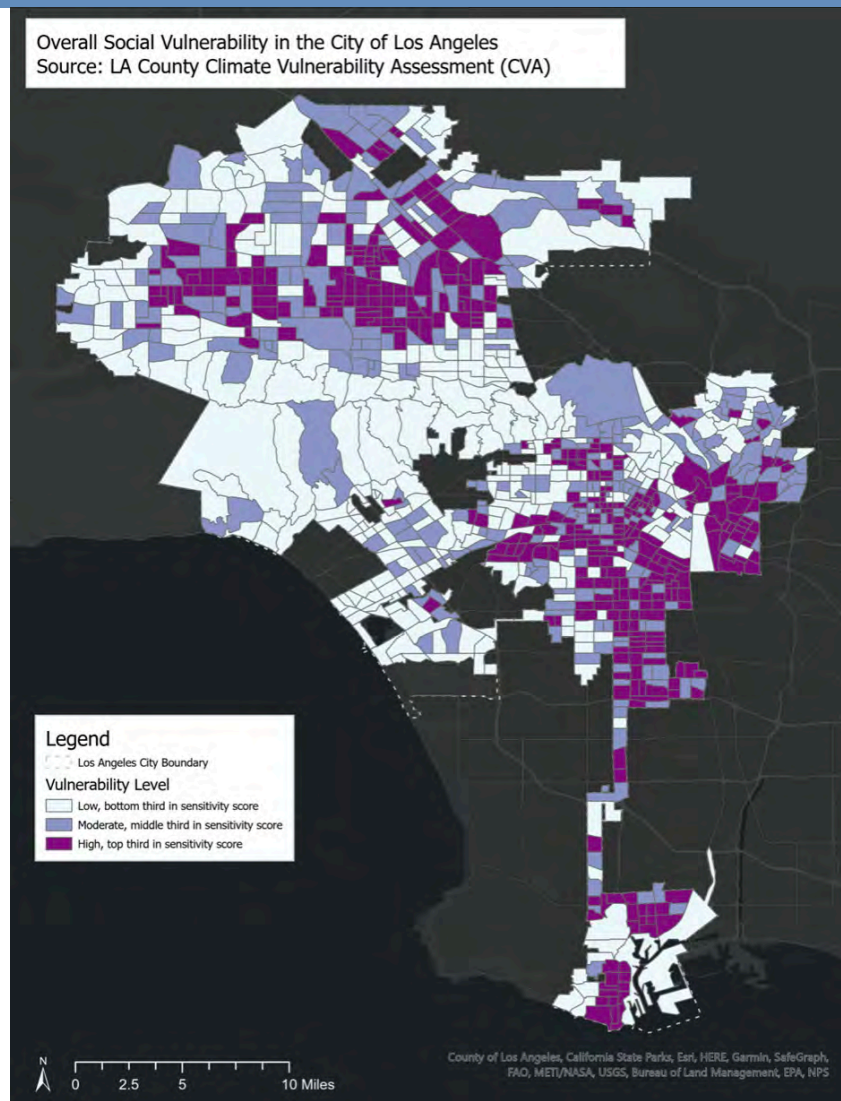 Overall Social Vulnerability in the City of Los Angeles
Source: LA County Climate Vulnerability Assessment (CVA)
Legend
Los Angeles City Boundary
Vulnerability Level
Low, bottom third in sensitivity score
Moderate, middle third in sensitivity score
High, top third in sensitivity score
N
0 2.5 5 10 Miles
County of Los Angeles, California State Parks, Esri, HERE, Garmin, SafeGraph,
FAO, METI/NASA, USGS, Bureau of Land Management, EPA, NPS